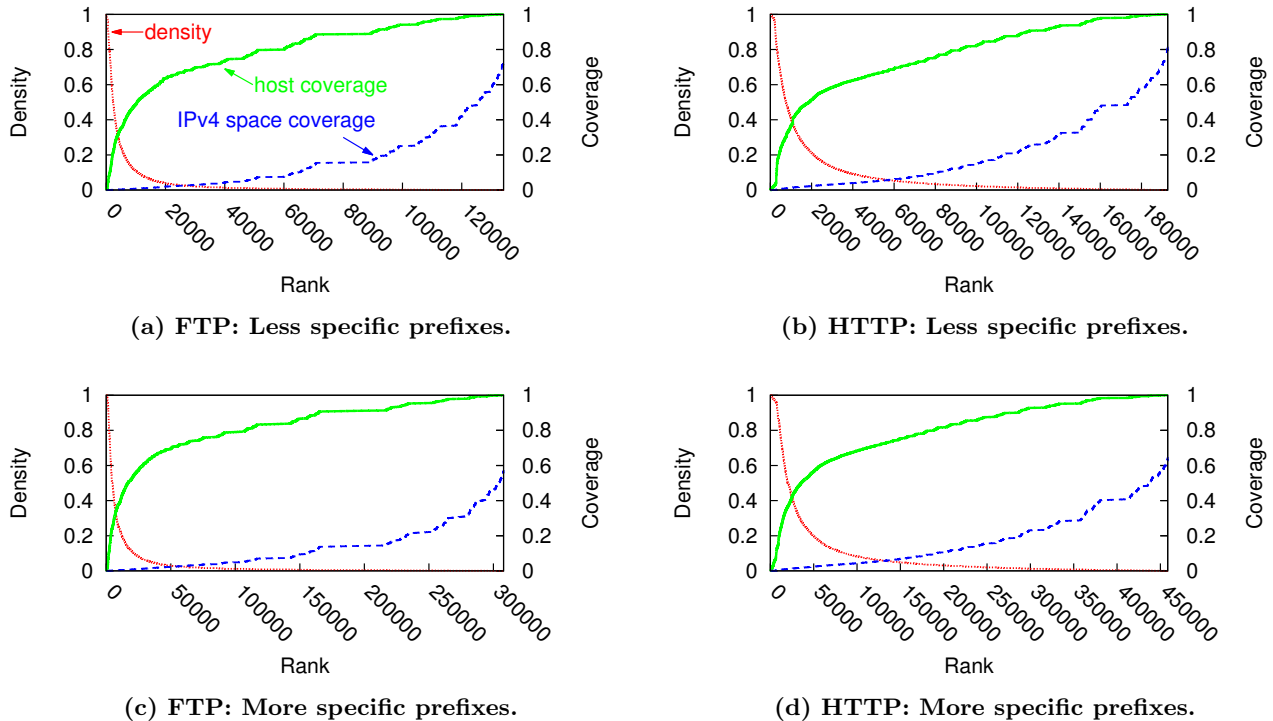 1 0.8 0.6 0.4 0.2 0
Density
density
host coverage
IPv4 space coverage
1 0.8 0.6 0.4 0.2 0
Coverage
0 20000 40000 60000 80000 100000 120000
Rank
(a) FTP: Less specific prefixes.
1 0.8 0.6 0.4 0.2 0
Density
1 0.8 0.6 0.4 0.2 0
Coverage
0 20000 40000 60000 80000 100000 120000 140000 160000 180000
Rank
(b) HTTP: Less specific prefixes.
1 0.8 0.6 0.4 0.2 0
Density
1 0.8 0.6 0.4 0.2 0
Coverage
0 50000 100000 150000 200000 250000 300000
Rank
(c) FTP: More specific prefixes.
1 0.8 0.6 0.4 0.2 0
Density
1 0.8 0.6 0.4 0.2 0
Coverage
0 50000 100000 150000 200000 250000 300000 350000 400000 450000
Rank
(d) HTTP: More specific prefixes.